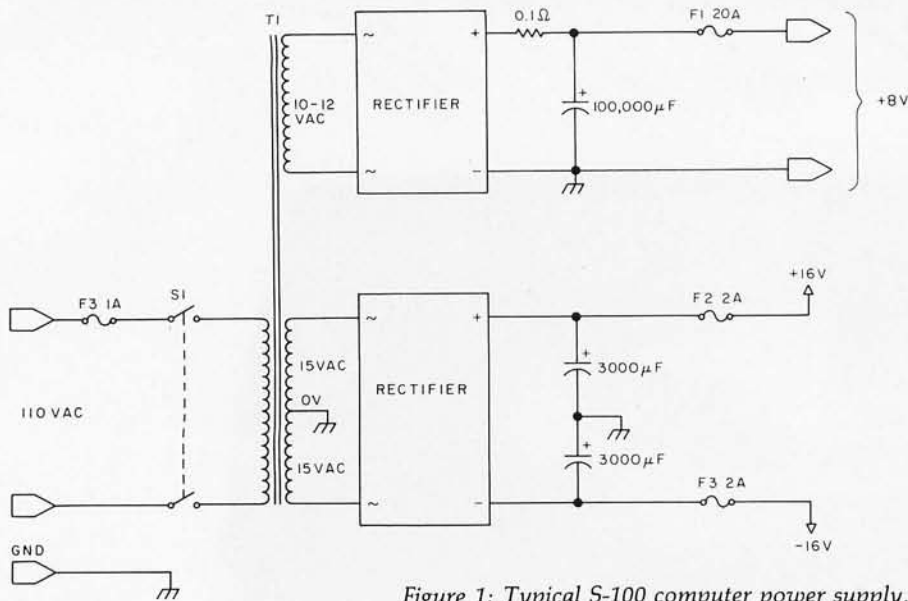 T1
10-12
VAC
~
~
RECTIFIER
+
-
0.1Ω
+
100,000μF
F1 20A
+8V
F3 1A
S1
110 VAC
GND
15VAC
0V
15VAC
~
~
RECTIFIER
+
-
+
3000μF
+
3000μF
F2 2A
+16V
F3 2A
-16V
Figure 1: Typical S-100 computer power supply.